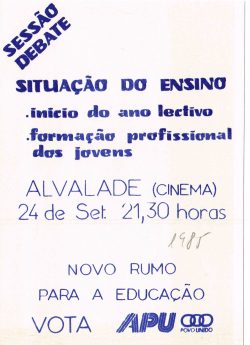 SESSÃO
DEBATE
SITUAÇÃO DO ENSINO
.início do ano lectivo
.formação profissional
dos jovens
ALVALADE (CINEMA)
24 de Set. 21,30 horas
1985
NOVO RUMO
PARA A EDUCAÇÃO
VOTA APU
POVO UNIDO